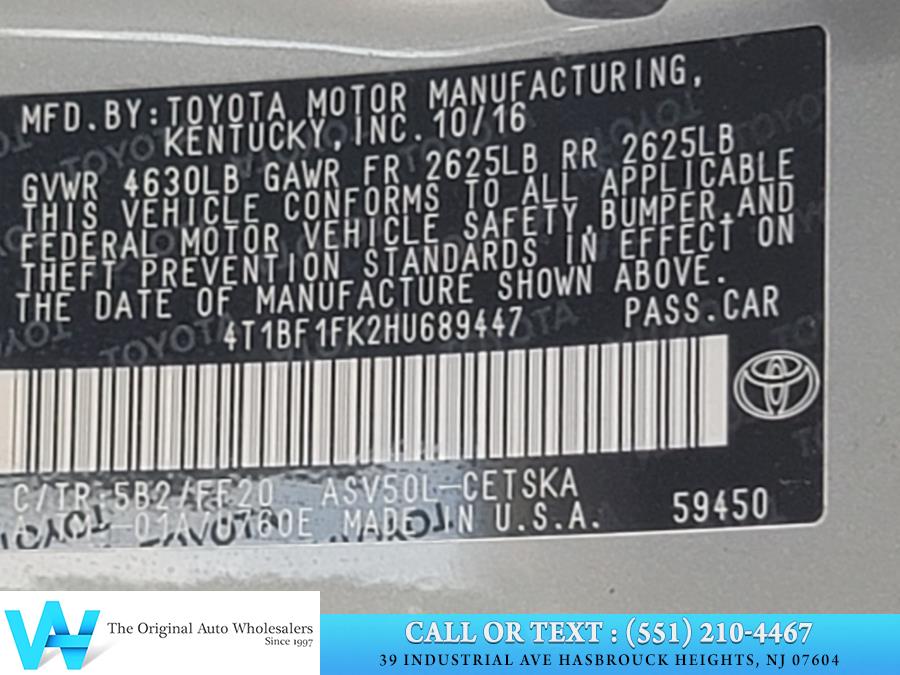 MFD.BY:TOYOTA MOTOR MANUFACTURING,
KENTUCKY,INC.10/16
GVWR 4630LB GAWR FR 2625LB RR 2625LB
THIS VEHICLE CONFORMS TO ALL APPLICABLE
FEDERAL MOTOR VEHICLE SAFETY,BUMPER,AND
THEFT PREVENTION STANDARDS IN EFFECT ON
THE DATE OF MANUFACTURE SHOWN ABOVE.
4T1BF1FK2HU689447 PASS.CAR
C/TR:5B2/FE20 ASV50L-CETSKA
MADE IN U.S.A. 59450
The Original Auto Wholesalers
Since 1997
CALL OR TEXT : (551) 210-4467
39 INDUSTRIAL AVE HASBROUCK HEIGHTS, NJ 07604